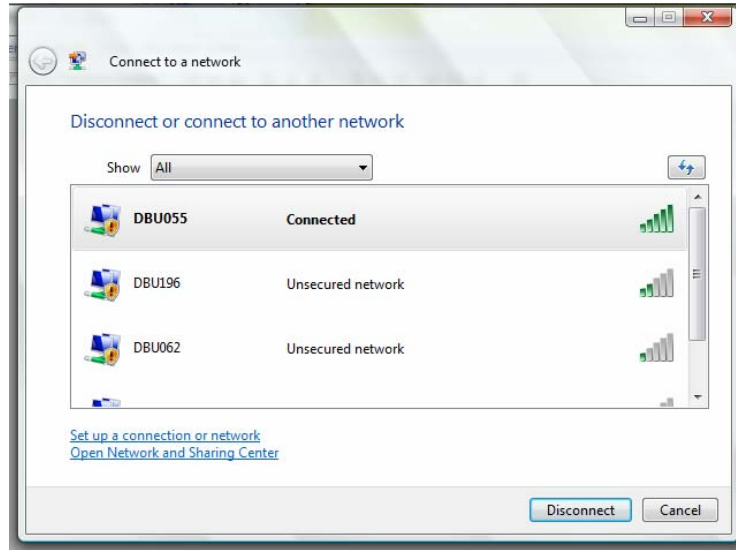 Connect to a network
Disconnect or connect to another network
Show All
DBU055 Connected
DBU196 Unsecured network
DBU062 Unsecured network
Set up a connection or network
Open Network and Sharing Center
Disconnect Cancel